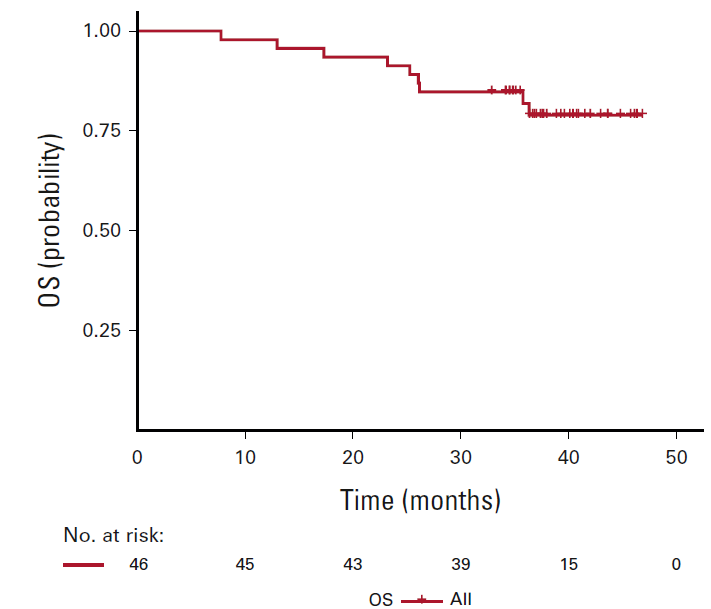 1.00
0.75
0.50
0.25
OS (probability)
0 10 20 30 40 50
Time (months)
No. at risk:
46 45 43 39 15 0
OS All